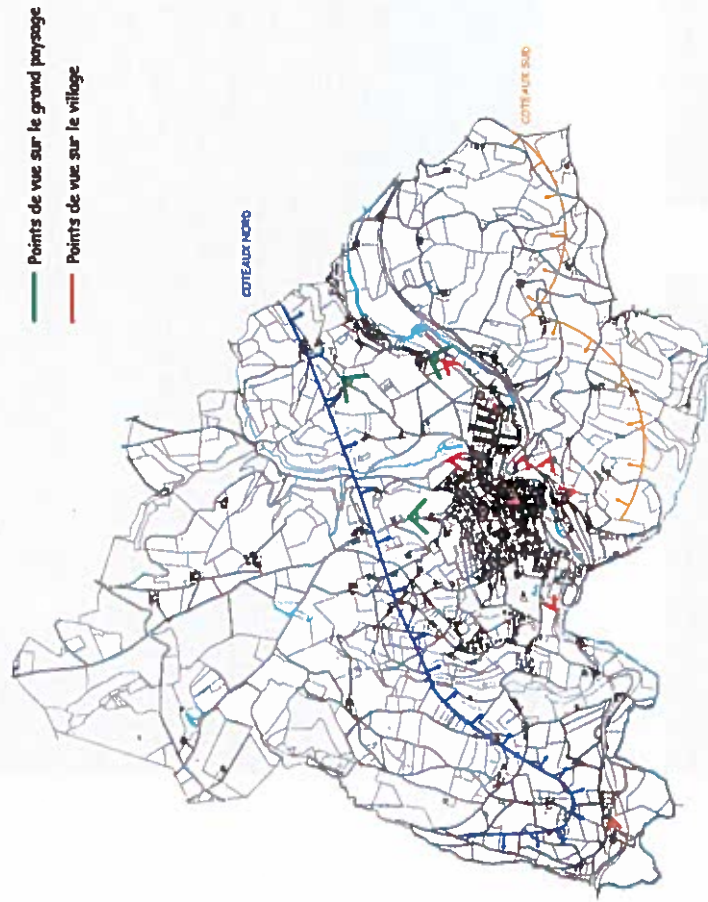 Points de vue sur le grand paysage
Points de vue sur le village
COTEAUX NORD
COTEAUX SUD